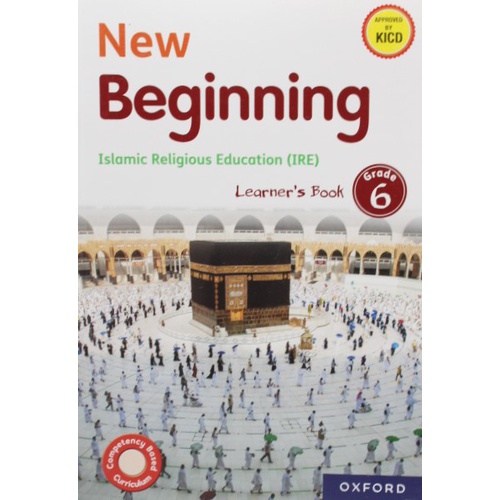 New
Beginning
Islamic Religious Education (IRE)
Learner's Book
Grade
6
APPROVED
BY
KICD
Competency Based
Curriculum
OXFORD